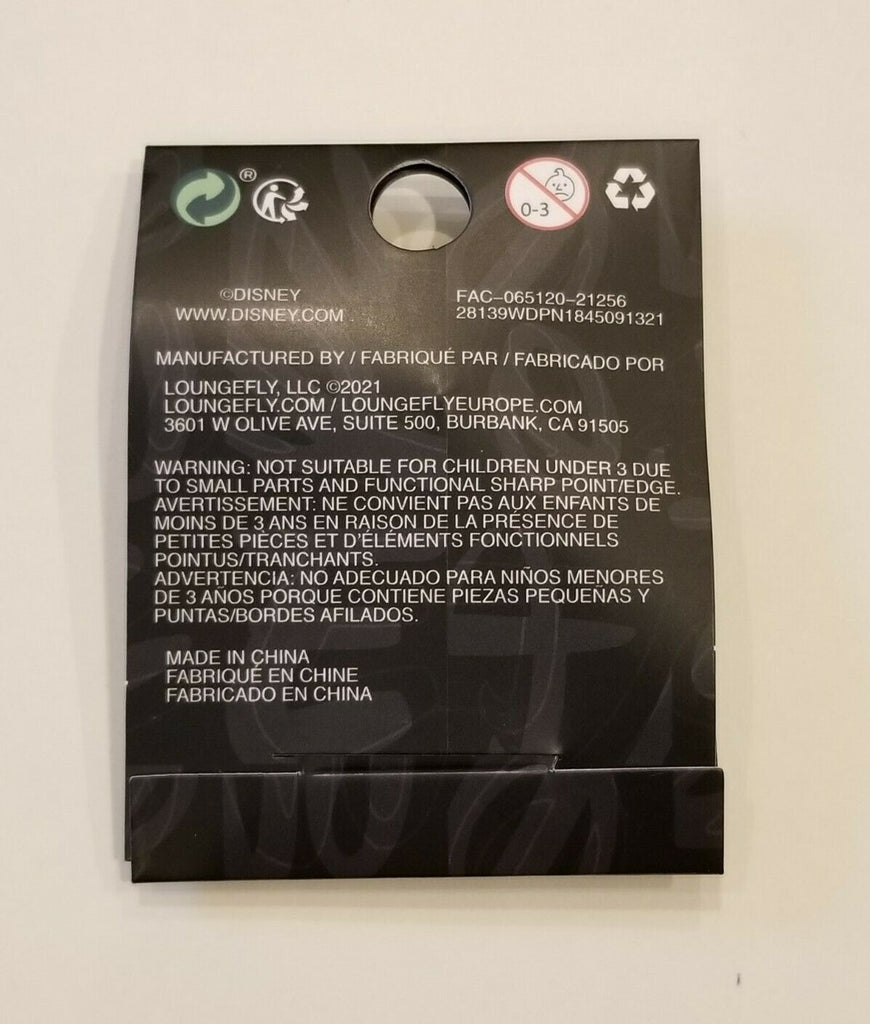 ®
0-3
©DISNEY
WWW.DISNEY.COM
FAC-065120-21256
28139WDPN1845091321
MANUFACTURED BY / FABRIQUÉ PAR / FABRICADO POR
LOUNGEFLY, LLC ©2021
LOUNGEFLY.COM / LOUNGEFLYEUROPE.COM
3601 W OLIVE AVE, SUITE 500, BURBANK, CA 91505
WARNING: NOT SUITABLE FOR CHILDREN UNDER 3 DUE
TO SMALL PARTS AND FUNCTIONAL SHARP POINT/EDGE.
AVERTISSEMENT: NE CONVIENT PAS AUX ENFANTS DE
MOINS DE 3 ANS EN RAISON DE LA PRÉSENCE DE
PETITES PIÈCES ET D'ÉLÉMENTS FONCTIONNELS
POINTUS/TRANCHANTS.
ADVERTENCIA: NO ADECUADO PARA NIÑOS MENORES
DE 3 AÑOS PORQUE CONTIENE PIEZAS PEQUEÑAS Y
PUNTAS/BORDES AFILADOS.
MADE IN CHINA
FABRIQUÉ EN CHINE
FABRICADO EN CHINA